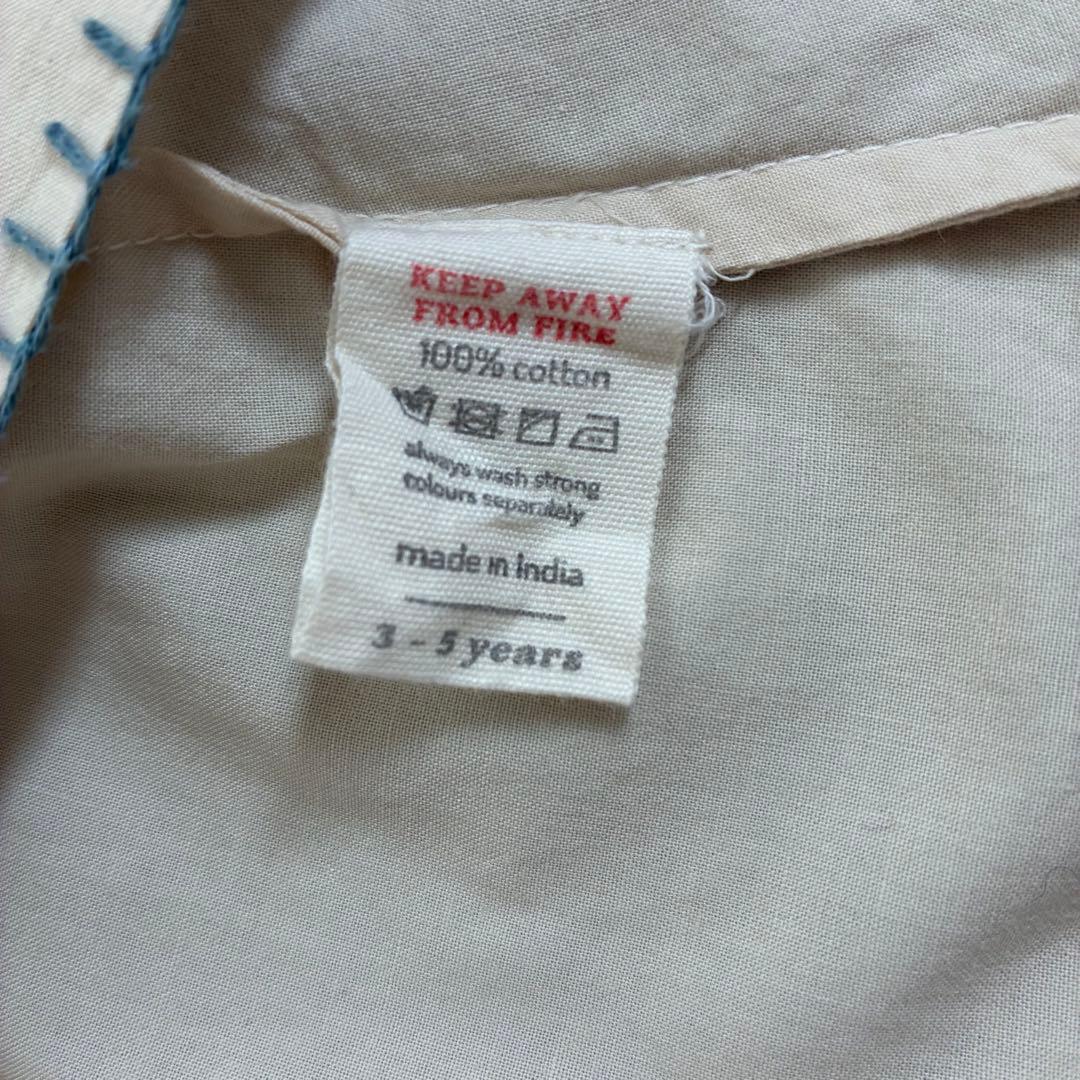 KEEP AWAY
FROM FIRE
100% cotton
always wash strong
colours separately
made in india
3 - 5 years